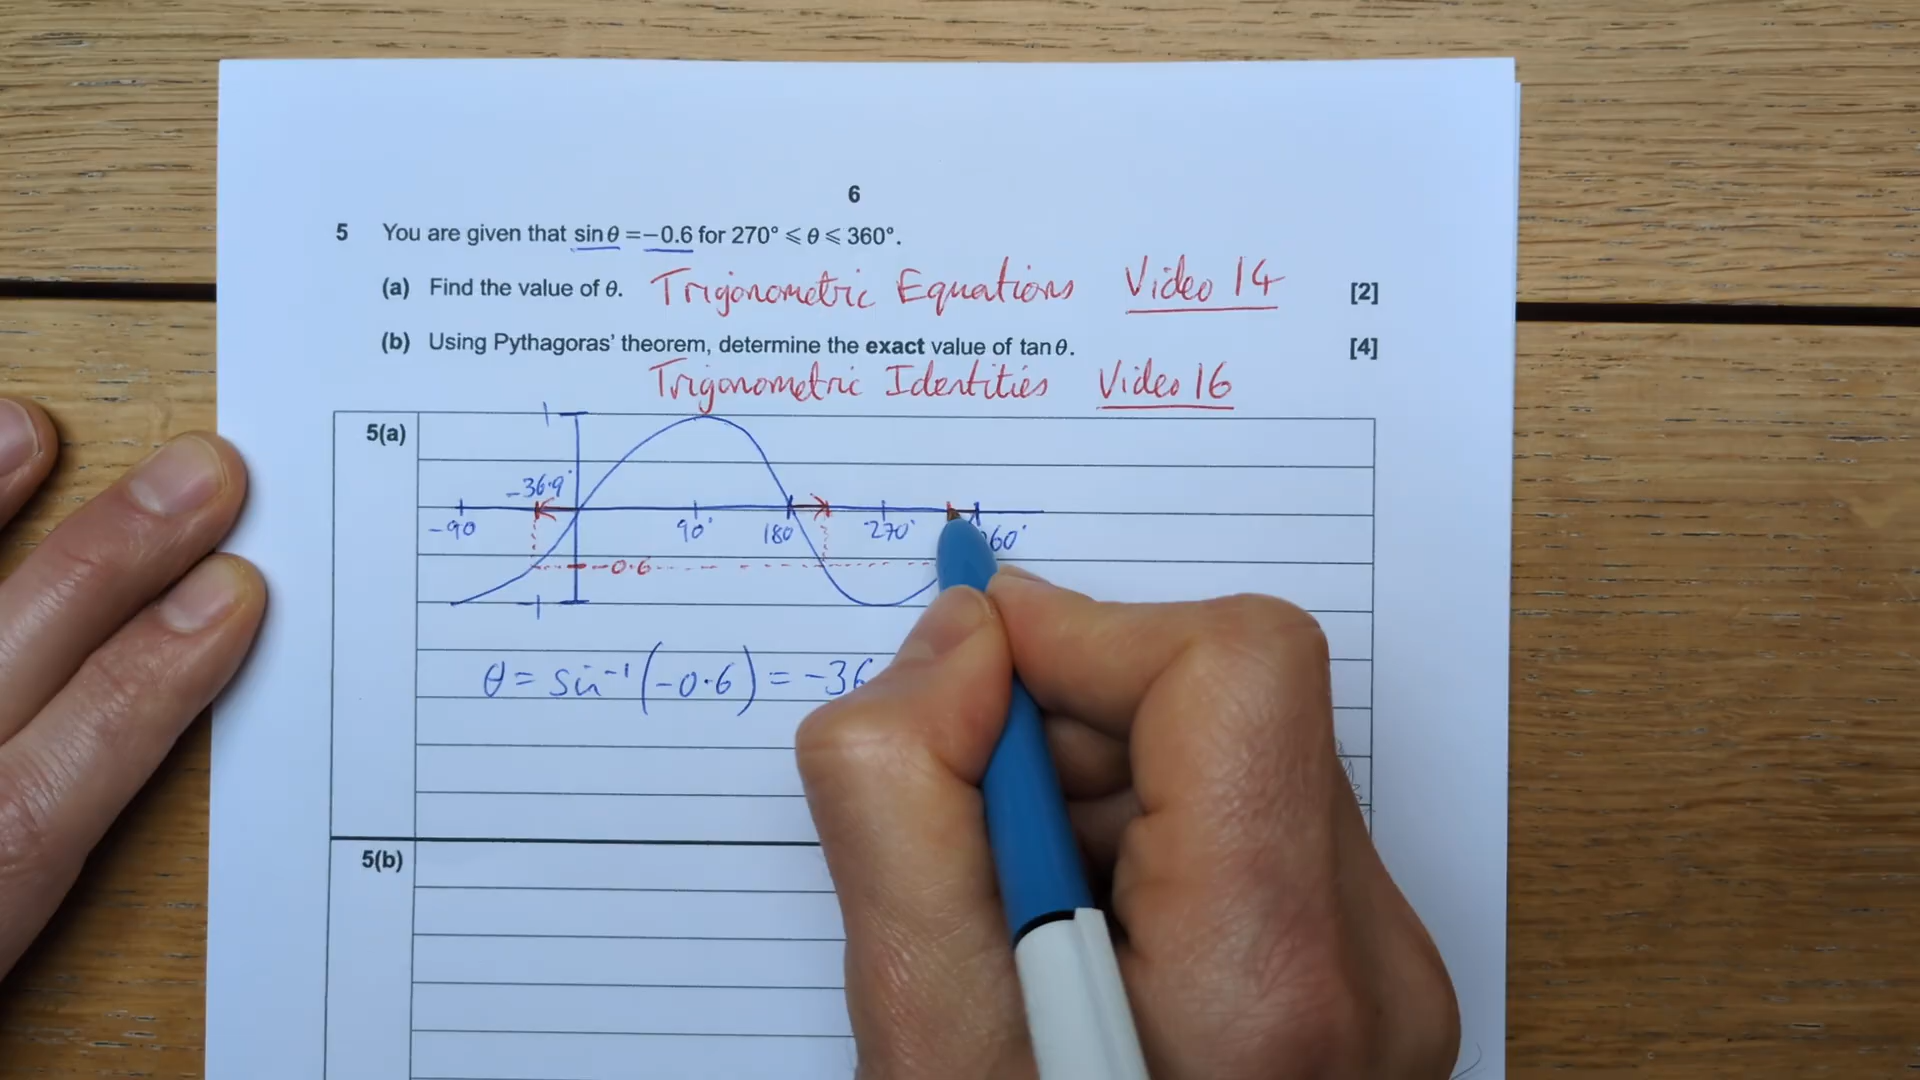 6
5 You are given that sin θ = −0.6 for 270° ⩽ θ ⩽ 360°.
(a) Find the value of θ. Trigonometric Equations Video 14 [2]
(b) Using Pythagoras’ theorem, determine the exact value of tan θ. [4]
Trigonometric Identities Video 16
5(a)
1
-36.9°
-90 90° 180 270° 60°
-0.6
-1
θ = sin⁻¹(-0.6) = -36
5(b)